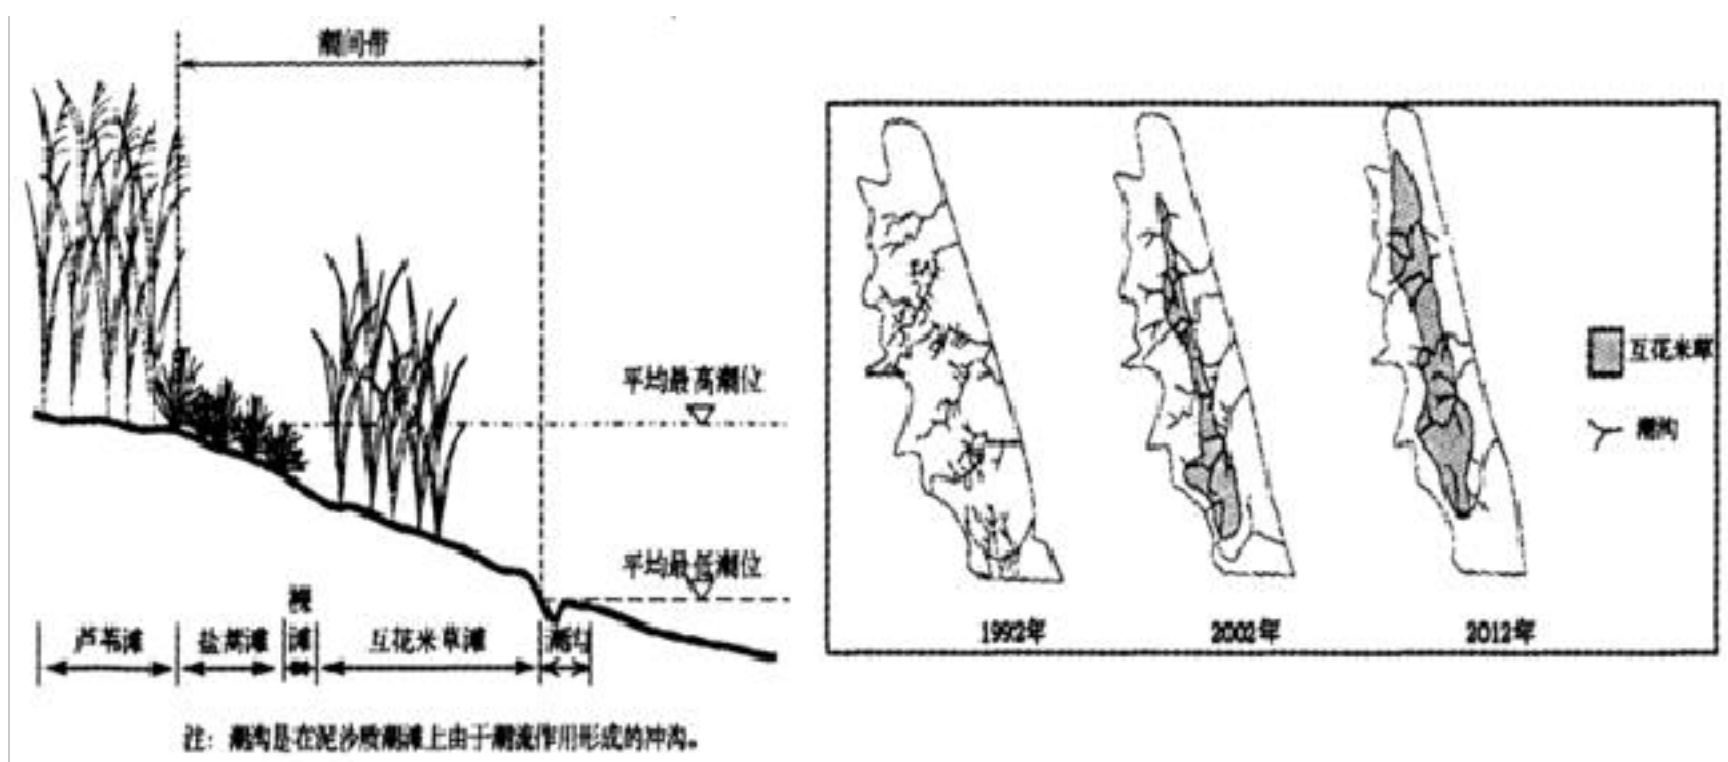 潮间带
平均最高潮位
平均最低潮位
芦苇滩
盐蒿滩
裸滩
互花米草滩
潮沟
注：潮沟是在泥沙质潮滩上由于潮流作用形成的冲沟。
互花米草
潮沟
1992年
2002年
2012年